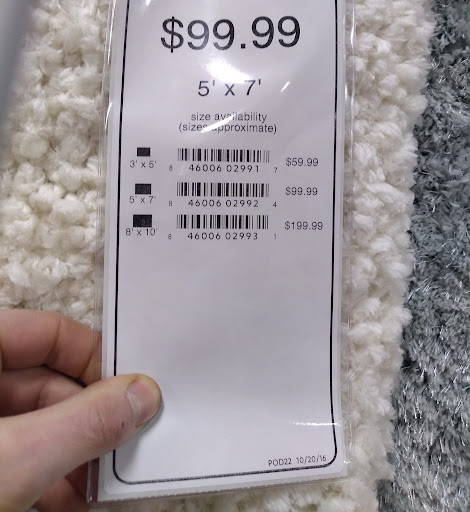 $99.99
5' x 7'
size availability
(sizes approximate)
3' x 5' 8 46006 02991 7 $59.99
5' x 7' 8 46006 02992 4 $99.99
8' x 10' 8 46006 02993 1 $199.99
POD22 10/20/16